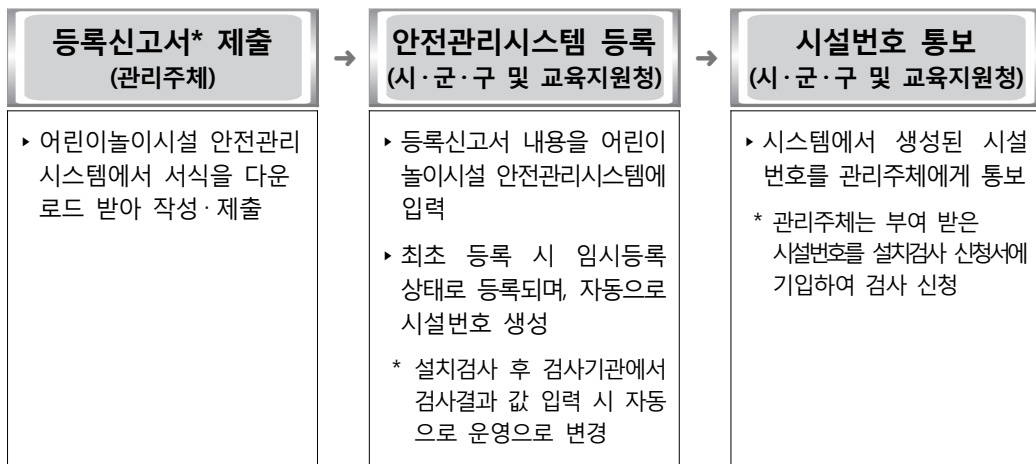 등록신고서* 제출
(관리주체)
▸ 어린이놀이시설 안전관리
시스템에서 서식을 다운
로드 받아 작성·제출
➜
안전관리시스템 등록
(시·군·구 및 교육지원청)
▸ 등록신고서 내용을 어린이
놀이시설 안전관리시스템에
입력
▸ 최초 등록 시 임시등록
상태로 등록되며, 자동으로
시설번호 생성
* 설치검사 후 검사기관에서
검사결과 값 입력 시 자동
으로 운영으로 변경
➜
시설번호 통보
(시·군·구 및 교육지원청)
▸ 시스템에서 생성된 시설
번호를 관리주체에게 통보
* 관리주체는 부여 받은
시설번호를 설치검사 신청서에
기입하여 검사 신청